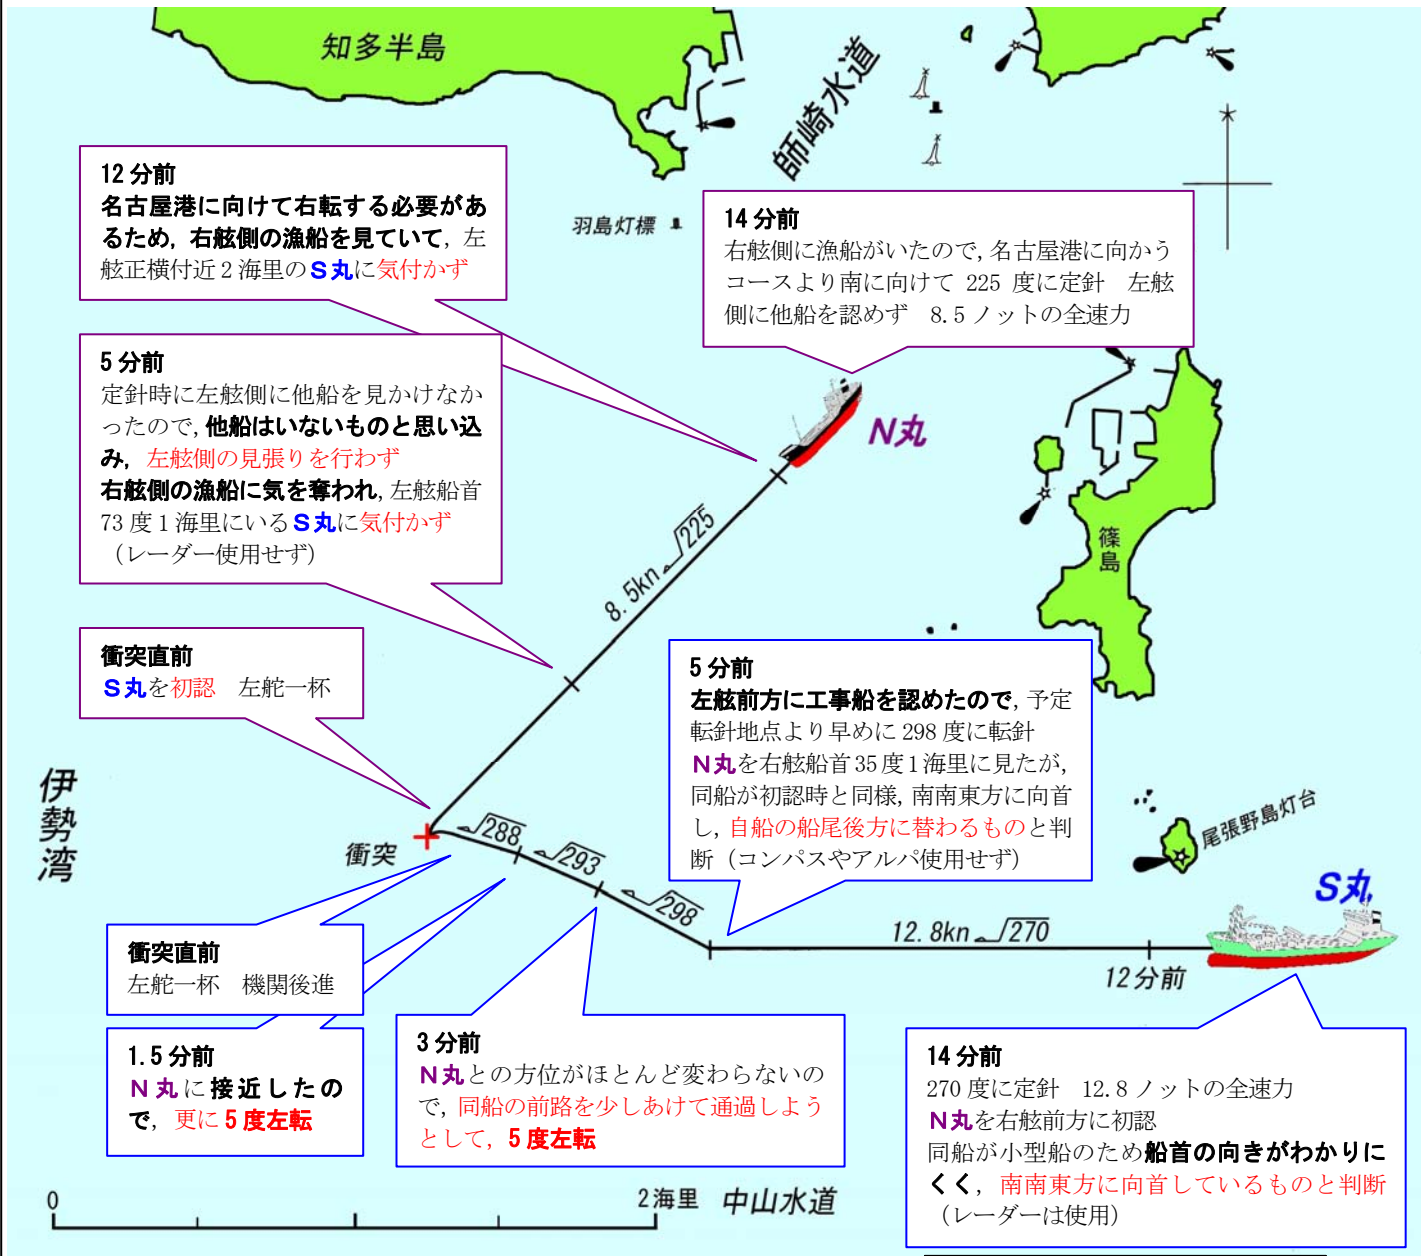 知多半島
師崎水道
12 分前
名古屋港に向けて右転する必要があ
るため，右舷側の漁船を見ていて，左
舷正横付近２海里のＳ丸に気付かず
羽島灯標
14 分前
右舷側に漁船がいたので，名古屋港に向かう
コースより南に向けて 225 度に定針　左舷
側に他船を認めず　8.5 ノットの全速力
5 分前
定針時に左舷側に他船を見かけなか
ったので，他船はいないものと思い込
み，左舷側の見張りを行わず
右舷側の漁船に気を奪われ，左舷船首
73 度 1 海里にいるＳ丸に気付かず
（レーダー使用せず）
Ｎ丸
225
8.5kn
篠島
衝突直前
Ｓ丸を初認　左舵一杯
5 分前
左舷前方に工事船を認めたので，予定
転針地点より早めに 298 度に転針
Ｎ丸を右舷船首 35 度 1 海里に見たが，
同船が初認時と同様，南南東方に向首
し，自船の船尾後方に替わるものと判
断（コンパスやアルパ使用せず）
伊勢湾
衝突
288
293
298
尾張野島灯台
Ｓ丸
12.8kn 270
12分前
衝突直前
左舵一杯　機関後進
1.5 分前
Ｎ丸に接近したの
で，更に 5 度左転
3 分前
Ｎ丸との方位がほとんど変わらないの
で，同船の前路を少しあけて通過しよう
として，5 度左転
14 分前
270 度に定針　12.8 ノットの全速力
Ｎ丸を右舷前方に初認
同船が小型船のため船首の向きがわかりに
くく，南南東方に向首しているものと判断
（レーダーは使用）
0
2海里
中山水道